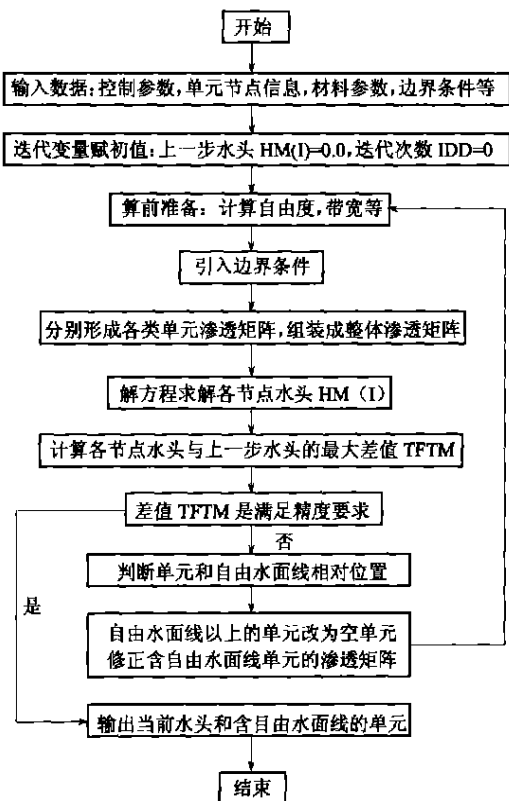 开始
输入数据:控制参数,单元节点信息,材料参数,边界条件等
迭代变量赋初值:上一步水头 HM(I)=0.0,迭代次数 IDD=0
算前准备:计算自由度,带宽等
引入边界条件
分别形成各类单元渗透矩阵,组装成整体渗透矩阵
解方程求解各节点水头 HM(I)
计算各节点水头与上一步水头的最大差值 TFTM
差值 TFTM 是满足精度要求
否
判断单元和自由水面线相对位置
是
自由水面线以上的单元改为空单元
修正含自由水面线单元的渗透矩阵
输出当前水头和含目由水面线的单元
结束